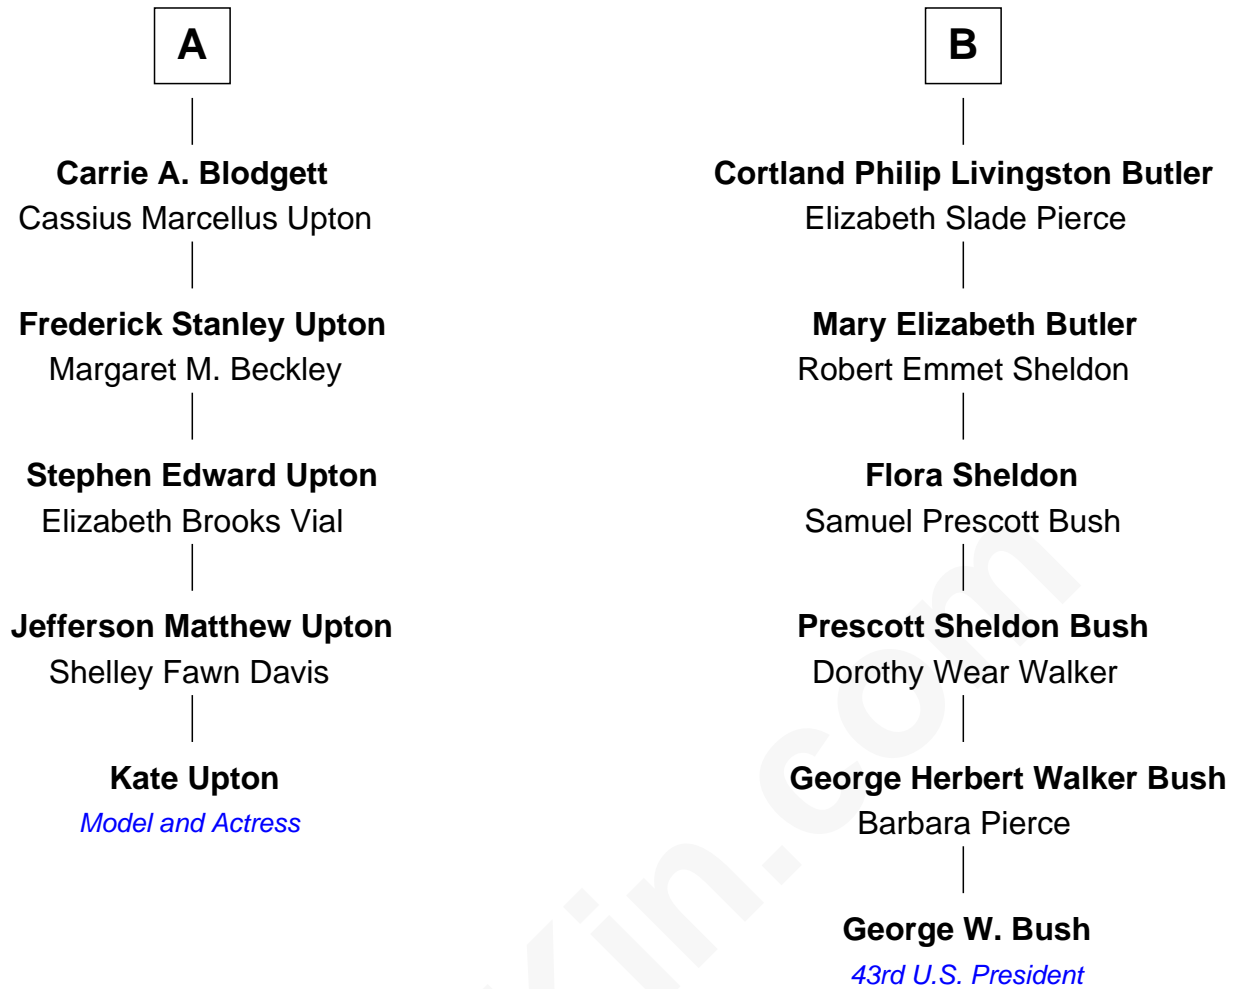 A
Carrie A. Blodgett
Cassius Marcellus Upton
Frederick Stanley Upton
Margaret M. Beckley
Stephen Edward Upton
Elizabeth Brooks Vial
Jefferson Matthew Upton
Shelley Fawn Davis
Kate Upton
Model and Actress
B
Cortland Philip Livingston Butler
Elizabeth Slade Pierce
Mary Elizabeth Butler
Robert Emmet Sheldon
Flora Sheldon
Samuel Prescott Bush
Prescott Sheldon Bush
Dorothy Wear Walker
George Herbert Walker Bush
Barbara Pierce
George W. Bush
43rd U.S. President
Kin.com